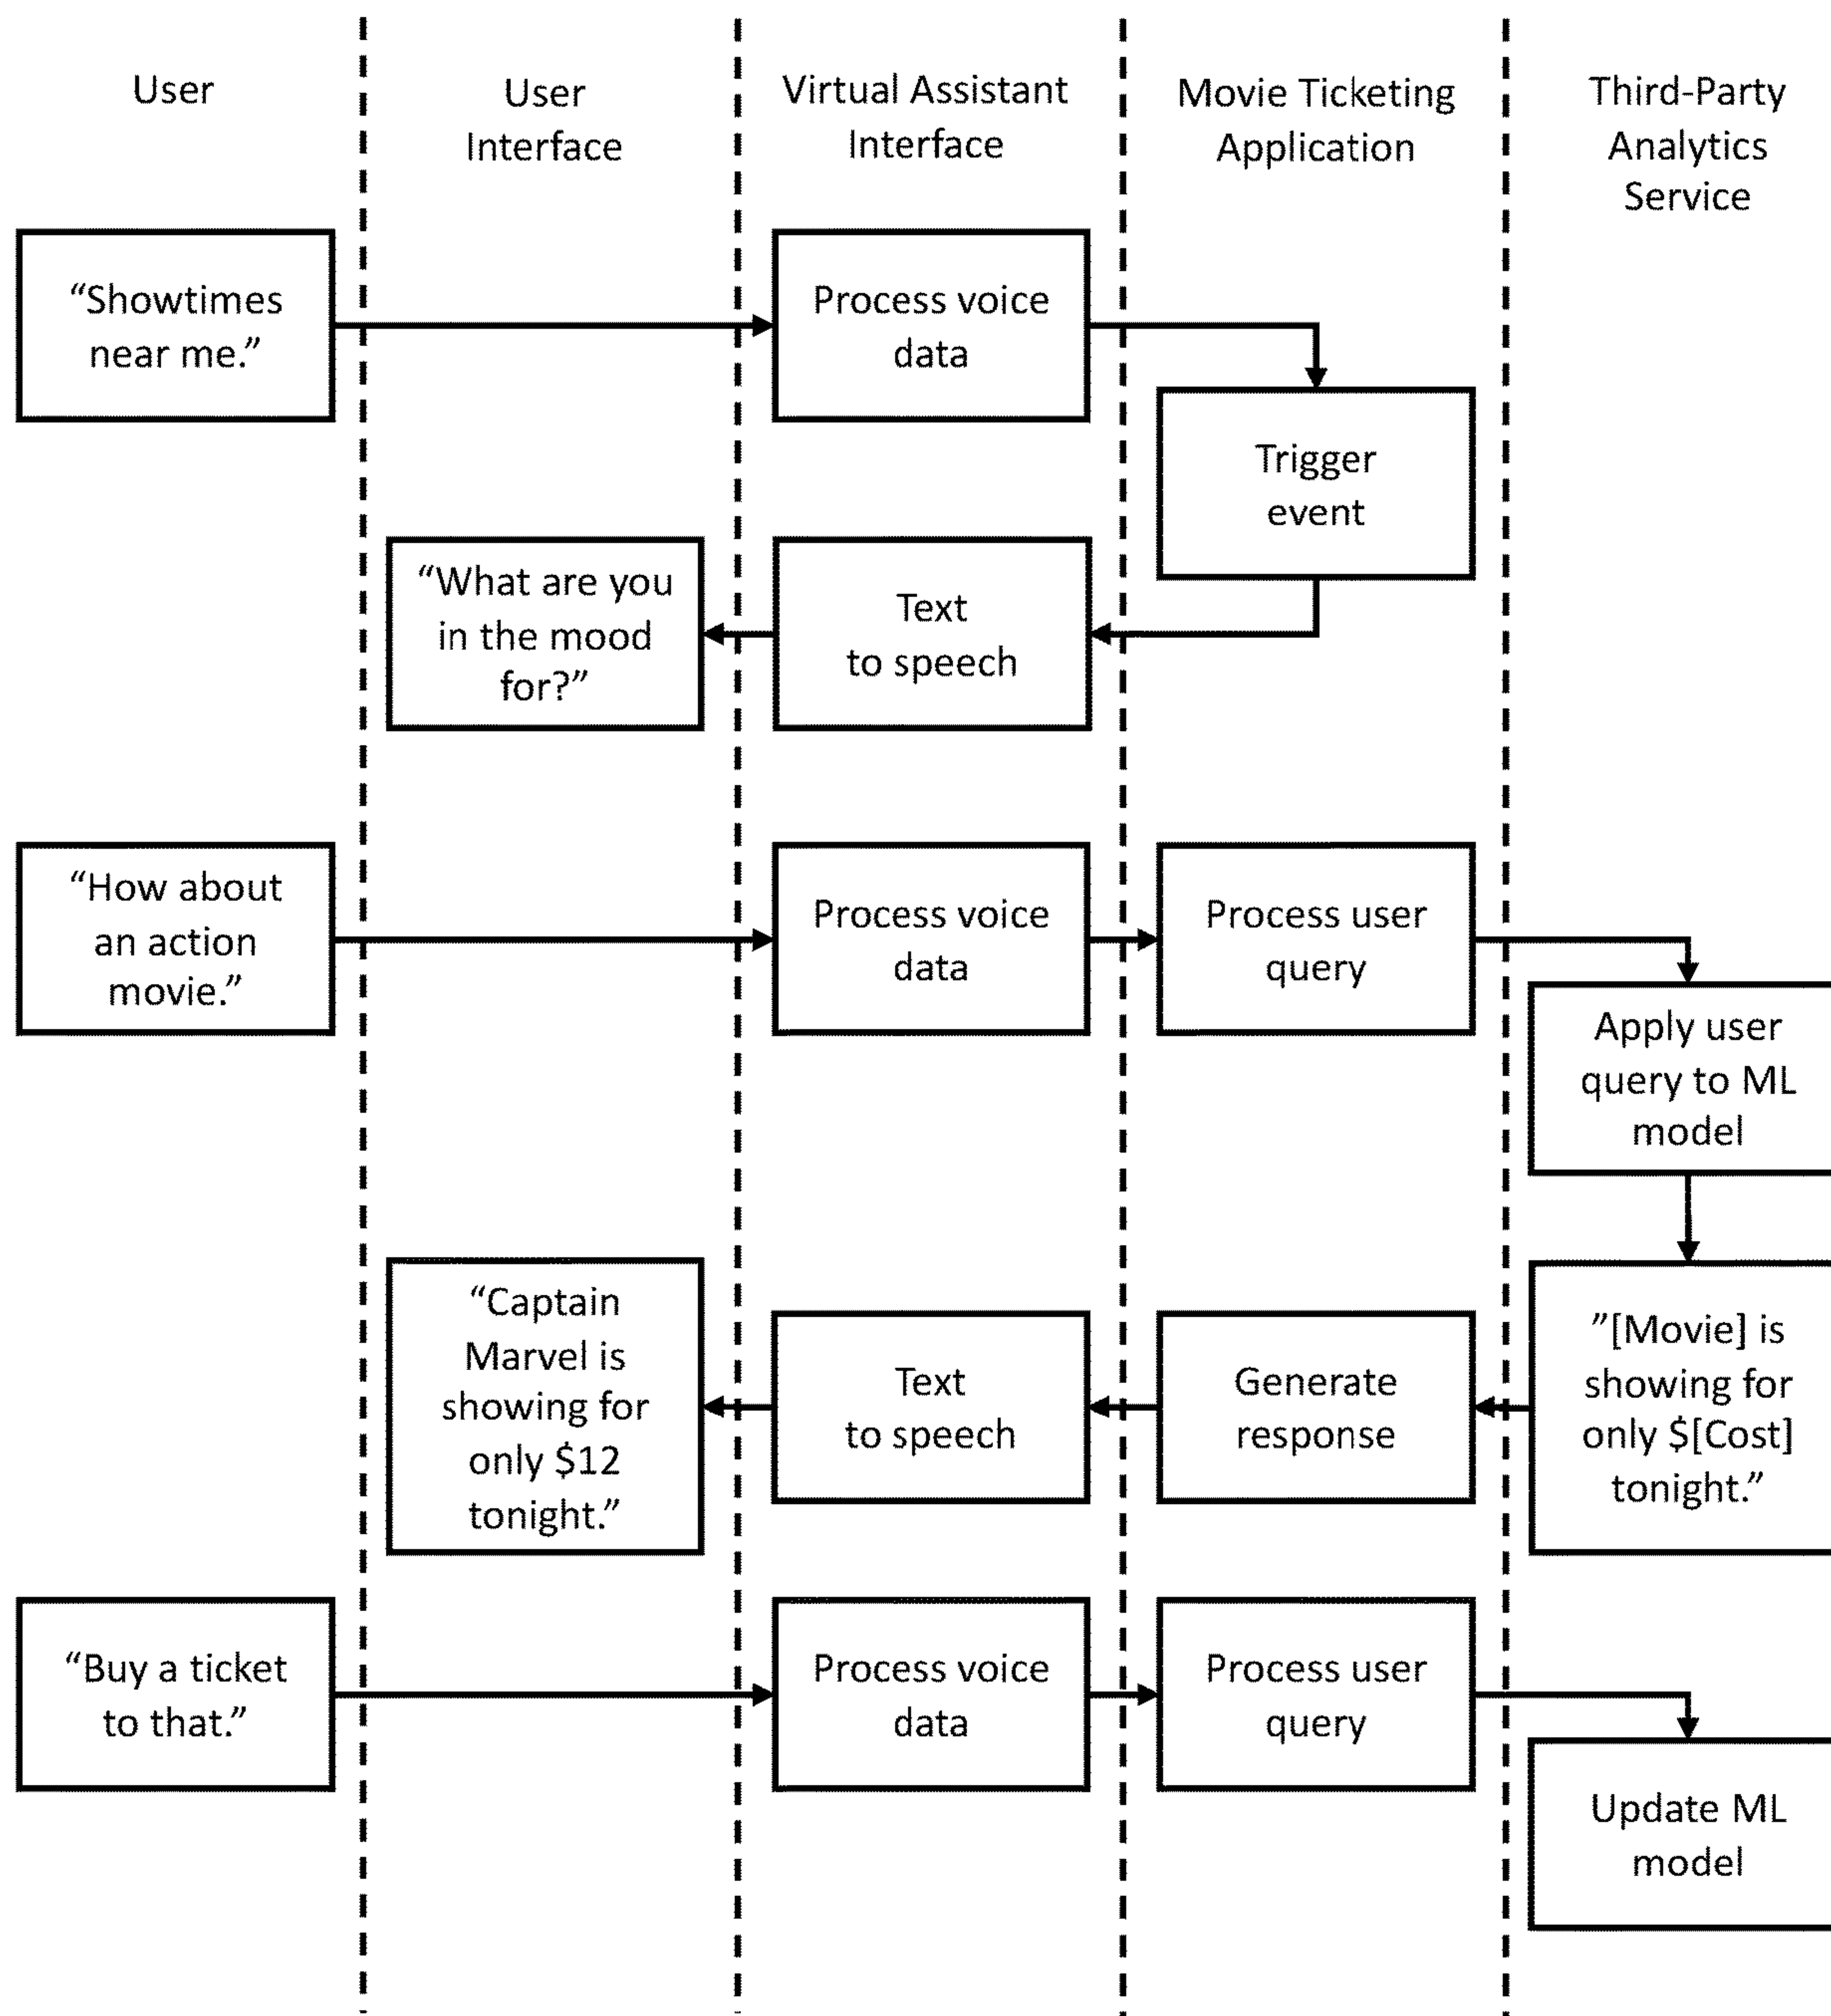 User
User
Interface
Virtual Assistant
Interface
Movie Ticketing
Application
Third-Party
Analytics
Service
“Showtimes
near me.”
Process voice
data
Trigger
event
“What are you
in the mood
for?”
Text
to speech
“How about
an action
movie.”
Process voice
data
Process user
query
Apply user
query to ML
model
“Captain
Marvel is
showing for
only $12
tonight.”
Text
to speech
Generate
response
”[Movie] is
showing for
only $[Cost]
tonight.”
“Buy a ticket
to that.”
Process voice
data
Process user
query
Update ML
model